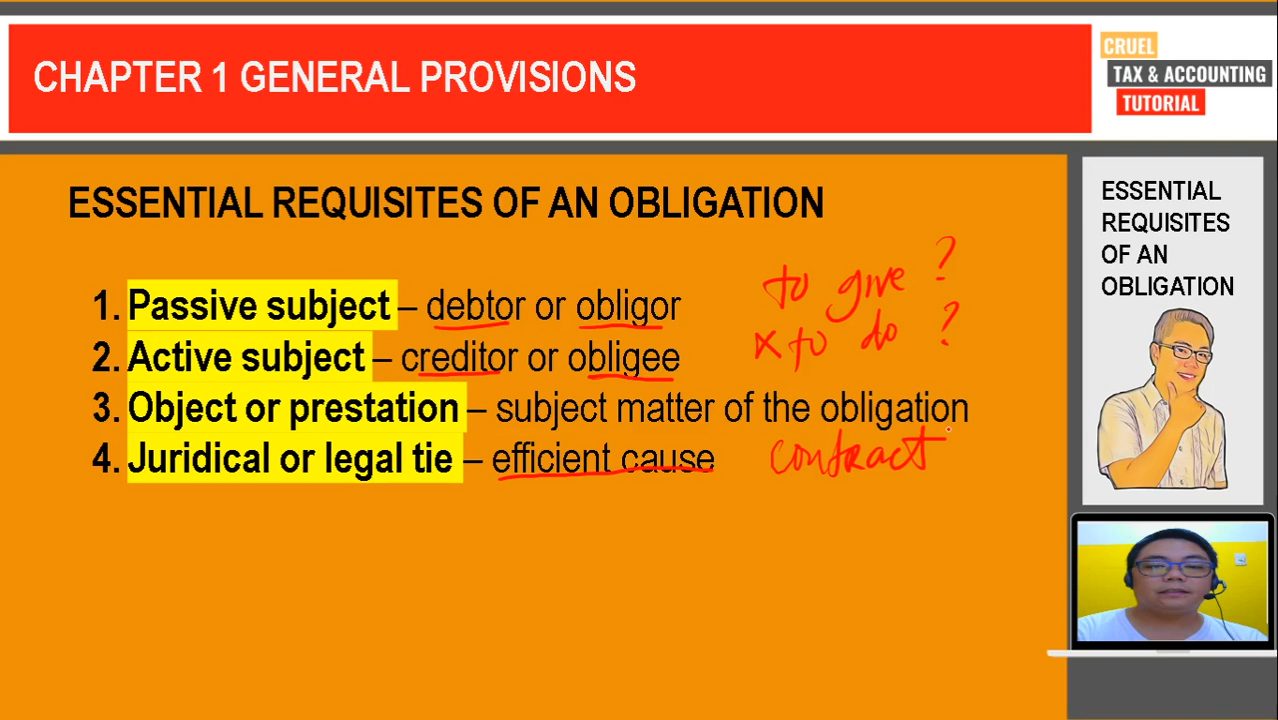 CHAPTER 1 GENERAL PROVISIONS
CRUEL
TAX & ACCOUNTING
TUTORIAL
ESSENTIAL REQUISITES OF AN OBLIGATION
1. Passive subject – debtor or obligor
to give ?
2. Active subject – creditor or obligee
x to do ?
3. Object or prestation – subject matter of the obligation
4. Juridical or legal tie – efficient cause
contract
ESSENTIAL
REQUISITES
OF AN
OBLIGATION